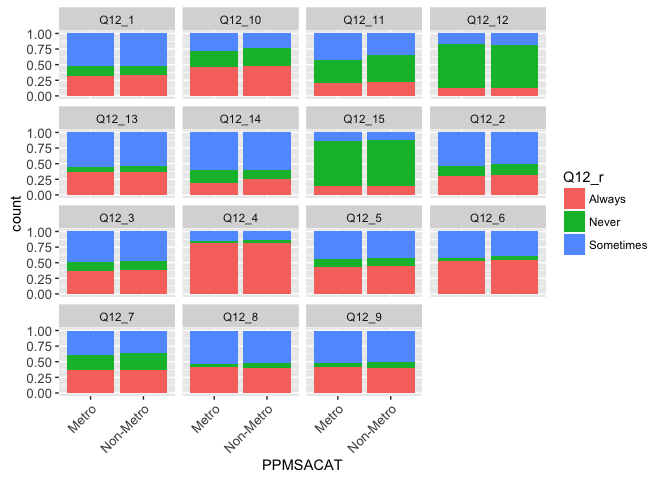 Q12_1 Q12_10 Q12_11 Q12_12
1.00
0.75
0.50
0.25
0.00
Q12_13 Q12_14 Q12_15 Q12_2
1.00
0.75
0.50
0.25
0.00
Q12_3 Q12_4 Q12_5 Q12_6
1.00
0.75
0.50
0.25
0.00
Q12_7 Q12_8 Q12_9
1.00
0.75
0.50
0.25
0.00
count
Metro Non-Metro Metro Non-Metro Metro Non-Metro
PPMSACAT
Q12_r
Always
Never
Sometimes